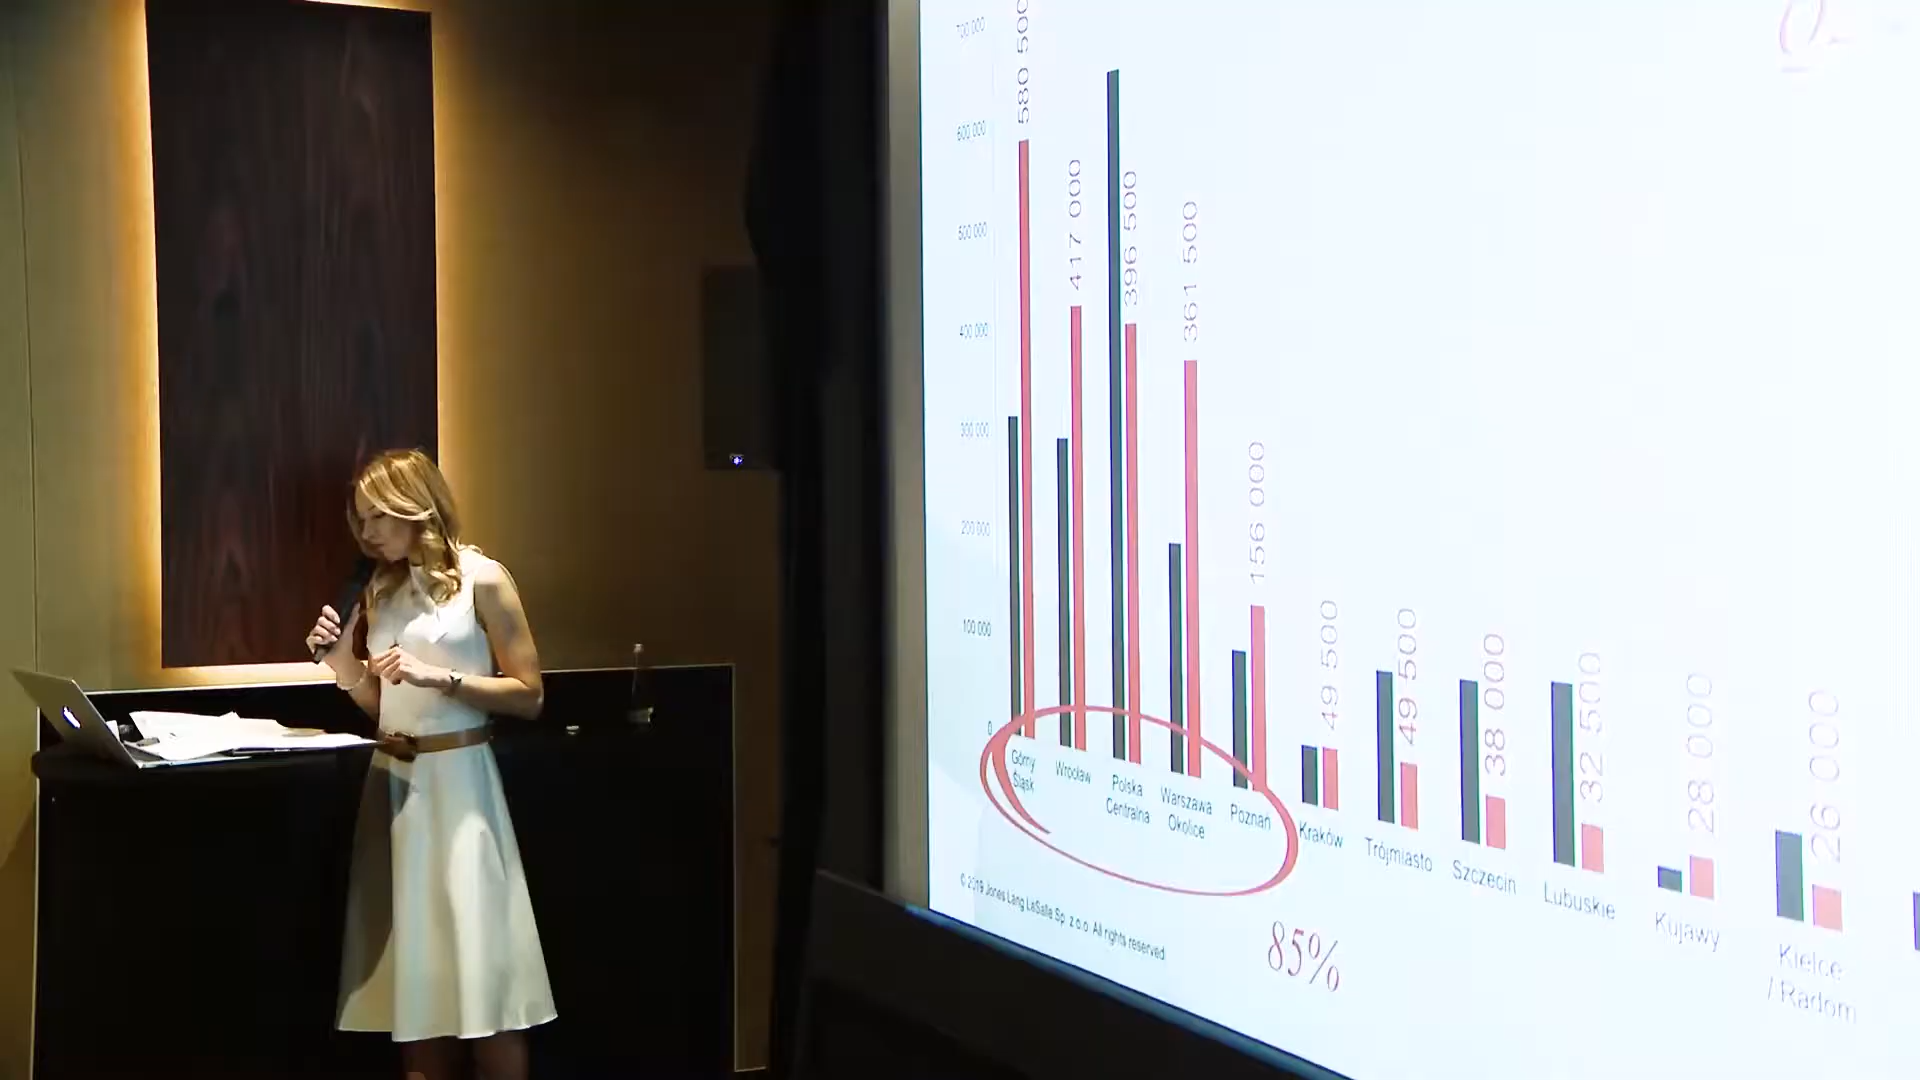 700 000
600 000
500 000
400 000
300 000
200 000
100 000
0
580 500
417 000
396 500
361 500
156 000
49 500
49 500
38 000
32 500
28 000
26 000
Górny
Śląsk
Wrocław
Polska
Centralna
Warszawa
Okolice
Poznań
Kraków
Trójmiasto
Szczecin
Lubuskie
Kujawy
Kielce
/ Radom
© 2019 Jones Lang LaSalle Sp. z o.o. All rights reserved
85%